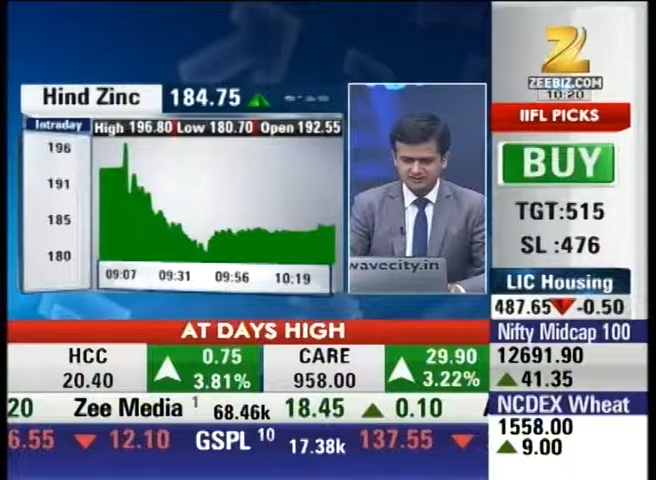 Hind Zinc 184.75
Intraday High 196.80 Low 180.70 Open 192.55
196
191
185
180
09:07 09:31 09:56 10:19
wavecity.in
Z
ZEEBIZ.COM
10:20
IIFL PICKS
BUY
TGT:515
SL :476
LIC Housing
487.65 -0.50
Nifty Midcap 100
12691.90
41.35
NCDEX Wheat
1558.00
9.00
AT DAYS HIGH
HCC 0.75 CARE 29.90
20.40 3.81% 958.00 3.22%
20 Zee Media 1 68.46k 18.45 0.10
6.55 12.10 GSPL 10 17.38k 137.55